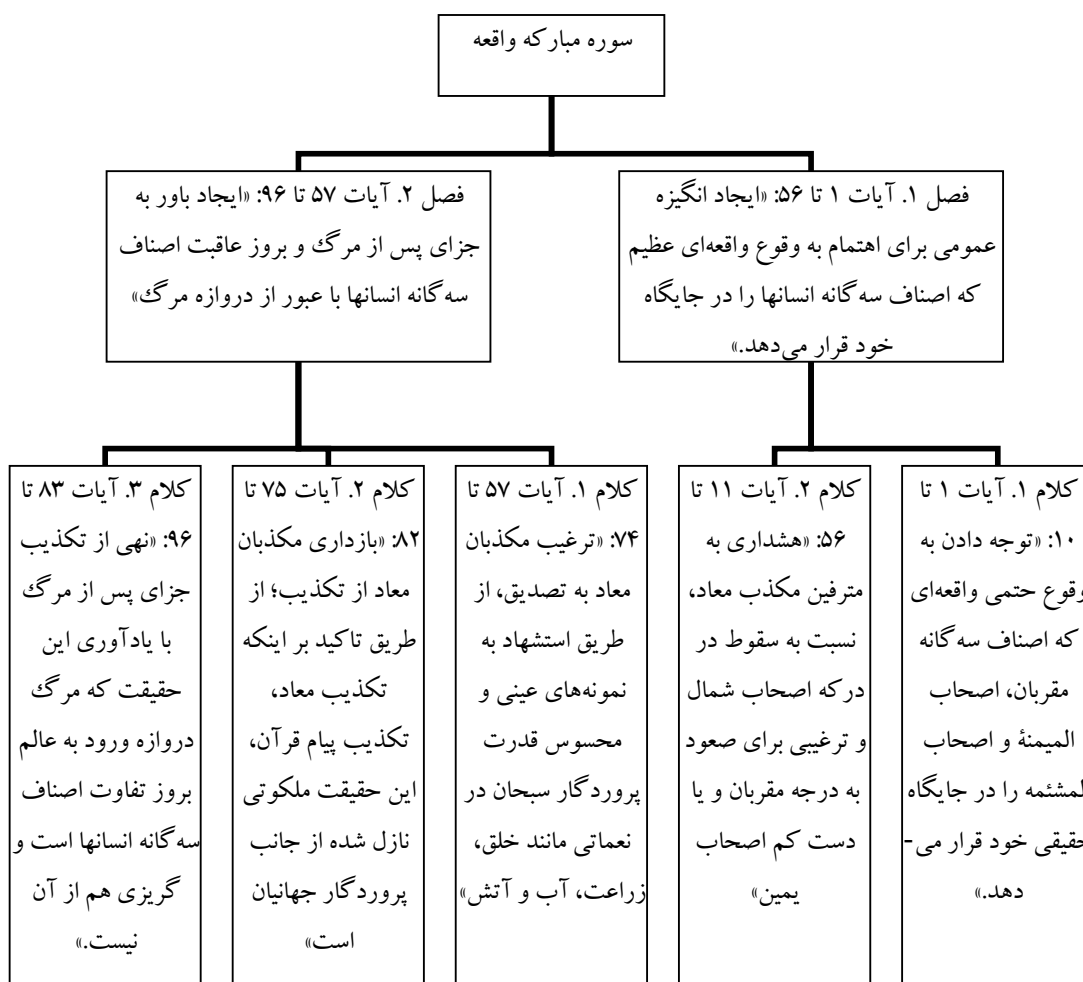 سوره مبارکه واقعه
فصل ۱. آیات ۱ تا ۵۶: «ایجاد انگیزه
عمومی برای اهتمام به وقوع واقعه‌ای عظیم
که اصناف سه‌گانه انسانها را در جایگاه
خود قرار می‌دهد.»
فصل ۲. آیات ۵۷ تا ۹۶: «ایجاد باور به
جزای پس از مرگ و بروز عاقبت اصناف
سه‌گانه انسانها با عبور از دروازه مرگ»
کلام ۱. آیات ۱ تا
۱۰: «توجه دادن به
وقوع حتمی واقعه‌ای
که اصناف سه‌گانه
مقربان، اصحاب
المیمنۀ و اصحاب
المشئمه را در جایگاه
حقیقی خود قرار می-
دهد.»
کلام ۲. آیات ۱۱ تا
۵۶: «هشداری به
مترفین مکذب معاد،
نسبت به سقوط در
درکه اصحاب شمال
و ترغیبی برای صعود
به درجه مقربان و یا
دست کم اصحاب
یمین»
کلام ۱. آیات ۵۷ تا
۷۴: «ترغیب مکذبان
معاد به تصدیق، از
طریق استشهاد به
نمونه‌های عینی و
محسوس قدرت
پروردگار سبحان در
نعماتی مانند خلق،
زراعت، آب و آتش»
کلام ۲. آیات ۷۵ تا
۸۲: «بازداری مکذبان
معاد از تکذیب؛ از
طریق تاکید بر اینکه
تکذیب معاد،
تکذیب پیام قرآن،
این حقیقت ملکوتی
نازل شده از جانب
پروردگار جهانیان
است»
کلام ۳. آیات ۸۳ تا
۹۶: «نهی از تکذیب
جزای پس از مرگ
با یادآوری این
حقیقت که مرگ
دروازه ورود به عالم
بروز تفاوت اصناف
سه‌گانه انسانها است و
گریزی هم از آن
نیست.»